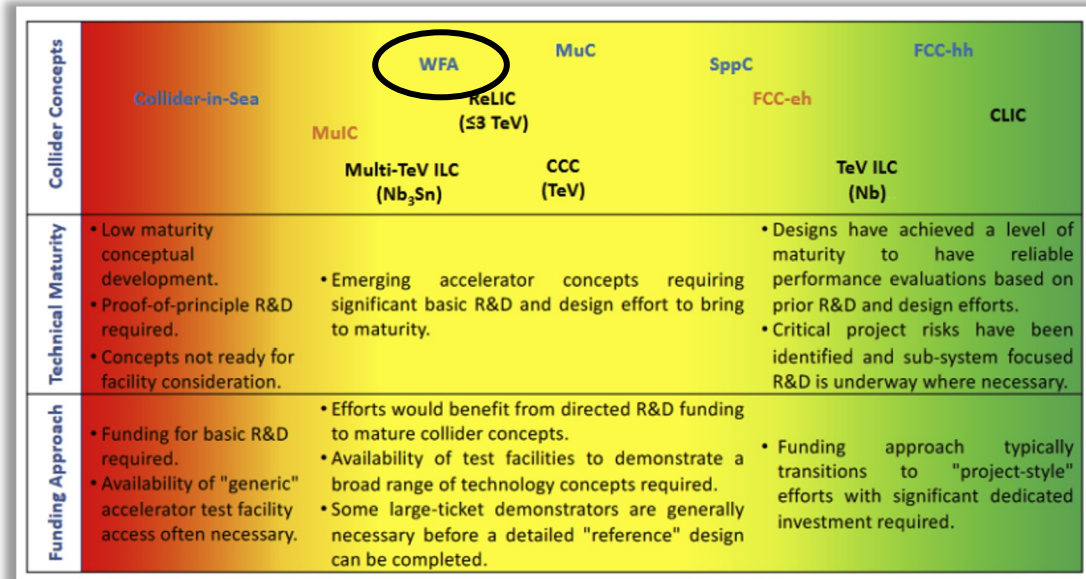 Collider Concepts
WFA
MuC
SppC
FCC-hh
Collider-in-Sea
ReLIC
(≤3 TeV)
FCC-eh
CLIC
MuIC
Multi-TeV ILC
(Nb₃Sn)
CCC
(TeV)
TeV ILC
(Nb)
Technical Maturity
• Low maturity
conceptual
development.
• Proof-of-principle R&D
required.
• Concepts not ready for
facility consideration.
• Emerging accelerator concepts requiring
significant basic R&D and design effort to bring
to maturity.
• Designs have achieved a level of
maturity to have reliable
performance evaluations based on
prior R&D and design efforts.
• Critical project risks have been
identified and sub-system focused
R&D is underway where necessary.
Funding Approach
• Funding for basic R&D
required.
• Availability of "generic"
accelerator test facility
access often necessary.
• Efforts would benefit from directed R&D funding
to mature collider concepts.
• Availability of test facilities to demonstrate a
broad range of technology concepts required.
• Some large-ticket demonstrators are generally
necessary before a detailed "reference" design
can be completed.
• Funding approach typically
transitions to "project-style"
efforts with significant dedicated
investment required.